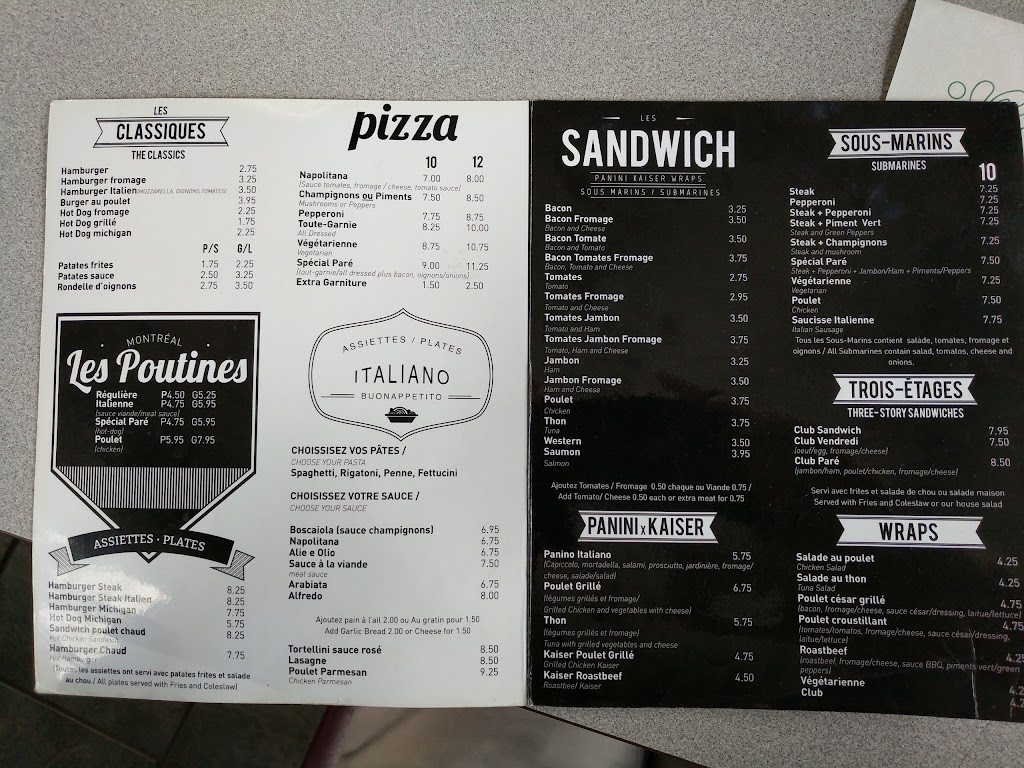 LES
CLASSIQUES
THE CLASSICS
Hamburger 2.75
Hamburger fromage 3.25
Hamburger Italien (MOZZARELLA, OIGNONS, TOMATES) 3.50
Burger au poulet 3.95
Hot Dog fromage 2.25
Hot Dog grillé 1.75
Hot Dog michigan 2.25
P/S G/L
Patates frites 1.75 2.25
Patates sauce 2.50 3.25
Rondelle d'oignons 2.75 3.50
MONTRÉAL
Les Poutines
Régulière P4.50 G5.25
Italienne P4.75 G5.95
(sauce viande/meat sauce)
Spécial Paré P4.75 G5.95
(hot-dog)
Poulet P5.95 G7.95
(chicken)
ASSIETTES · PLATES
Hamburger Steak 8.25
Hamburger Steak Italien 8.25
Hamburger Michigan 7.75
Hot Dog Michigan 5.75
Sandwich poulet chaud 8.25
Hot Chicken Sandwich
Hamburger Chaud 7.75
Hot hamburger
(Toutes les assiettes ont servi avec patates frites et salade
au chou / All plates served with Fries and Coleslaw)
pizza
10 12
Napolitana 7.00 8.00
(Sauce tomates, fromage / cheese, tomato sauce)
Champignons ou Piments 7.50 8.50
Mushrooms or Peppers
Pepperoni 7.75 8.75
Toute-Garnie 8.25 10.00
All Dressed
Végétarienne 8.75 10.75
Vegetarian
Spécial Paré 9.00 11.25
(tout-garnie/all dressed plus bacon, oignons/onions)
Extra Garniture 1.50 2.50
ASSIETTES / PLATES
ITALIANO
BUONAPPETITO
CHOISSISEZ VOS PÂTES /
CHOOSE YOUR PASTA
Spaghetti, Rigatoni, Penne, Fettucini
CHOISISSEZ VOTRE SAUCE /
CHOOSE YOUR SAUCE
Boscaiola (sauce champignons) 6.95
Napolitana 6.75
Alie e Olio 6.75
Sauce à la viande 7.50
meat sauce
Arabiata 6.75
Alfredo 8.00
Ajoutez pain à l'ail 2.00 ou Au gratin pour 1.50
Add Garlic Bread 2.00 or Cheese for 1.50
Tortellini sauce rosé 8.50
Lasagne 8.50
Poulet Parmesan 9.25
Chicken Parmesan
LES
SANDWICH
PANINI KAISER WRAPS
SOUS MARINS / SUBMARINES
Bacon 3.25
Bacon Fromage 3.50
Bacon and Cheese
Bacon Tomate 3.50
Bacon and Tomato
Bacon Tomates Fromage 3.75
Bacon, Tomato and Cheese
Tomates 2.75
Tomato
Tomates Fromage 2.95
Tomato and Cheese
Tomates Jambon 3.50
Tomato and Ham
Tomates Jambon Fromage 3.75
Tomato, Ham and Cheese
Jambon 3.25
Ham
Jambon Fromage 3.50
Ham and Cheese
Poulet 3.75
Chicken
Thon 3.75
Tuna
Western 3.50
Saumon 3.95
Salmon
Ajoutez Tomates / Fromage 0.50 chaque ou Viande 0.75 /
Add Tomato/ Cheese 0.50 each or extra meat for 0.75
PANINI x KAISER
Panino Italiano 5.75
(Capiccolo, mortadella, salami, prosciutto, jardinière, fromage/
cheese, salade/salad)
Poulet Grillé 6.75
(légumes grillés et fromage/
Grilled Chicken and vegetables with cheese)
Thon 5.75
(légumes grillés et fromage)
Tuna with grilled vegetables and cheese
Kaiser Poulet Grillé 4.75
Grilled Chicken Kaiser
Kaiser Roastbeef 4.50
Roastbeef Kaiser
SOUS-MARINS
SUBMARINES
10
Steak 7.25
Pepperoni 7.25
Steak + Pepperoni 7.25
Steak + Piment Vert 7.25
Steak and Green Peppers
Steak + Champignons 7.25
Steak and mushroom
Spécial Paré 7.50
Steak + Pepperoni + Jambon/Ham + Piments/Peppers
Végétarienne 7.25
Vegetarian
Poulet 7.50
Chicken
Saucisse Italienne 7.75
Italian Sausage
Tous les Sous-Marins contient salade, tomates, fromage et
oignons / All Submarines contain salad, tomatoes, cheese and
onions.
TROIS-ÉTAGES
THREE-STORY SANDWICHES
Club Sandwich 7.95
Club Vendredi 7.50
(oeuf/egg, fromage/cheese)
Club Paré 8.50
(jambon/ham, poulet/chicken, fromage/cheese)
Servi avec frites et salade de chou ou salade maison
Served with Fries and Coleslaw or our house salad
WRAPS
Salade au poulet 4.25
Chicken Salad
Salade au thon 4.25
Tuna Salad
Poulet césar grillé 4.75
(bacon, fromage/cheese, sauce césar/dressing, laitue/lettuce)
Poulet croustillant 4.75
(tomates/tomatos, fromage/cheese, sauce césar/dressing,
laitue/lettuce)
Roastbeef
(roastbeef, fromage/cheese, sauce BBQ, piments vert/green
peppers)
Végétarienne
Club